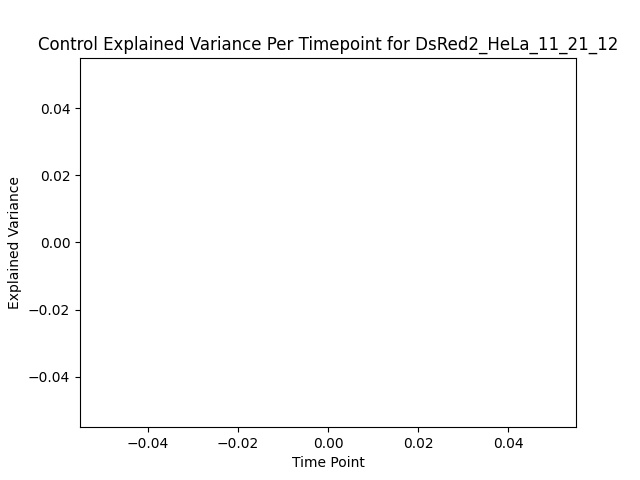 Control Explained Variance Per Timepoint for DsRed2_HeLa_11_21_12
0.04
0.02
0.00
−0.02
−0.04
Explained Variance
−0.04 −0.02 0.00 0.02 0.04
Time Point